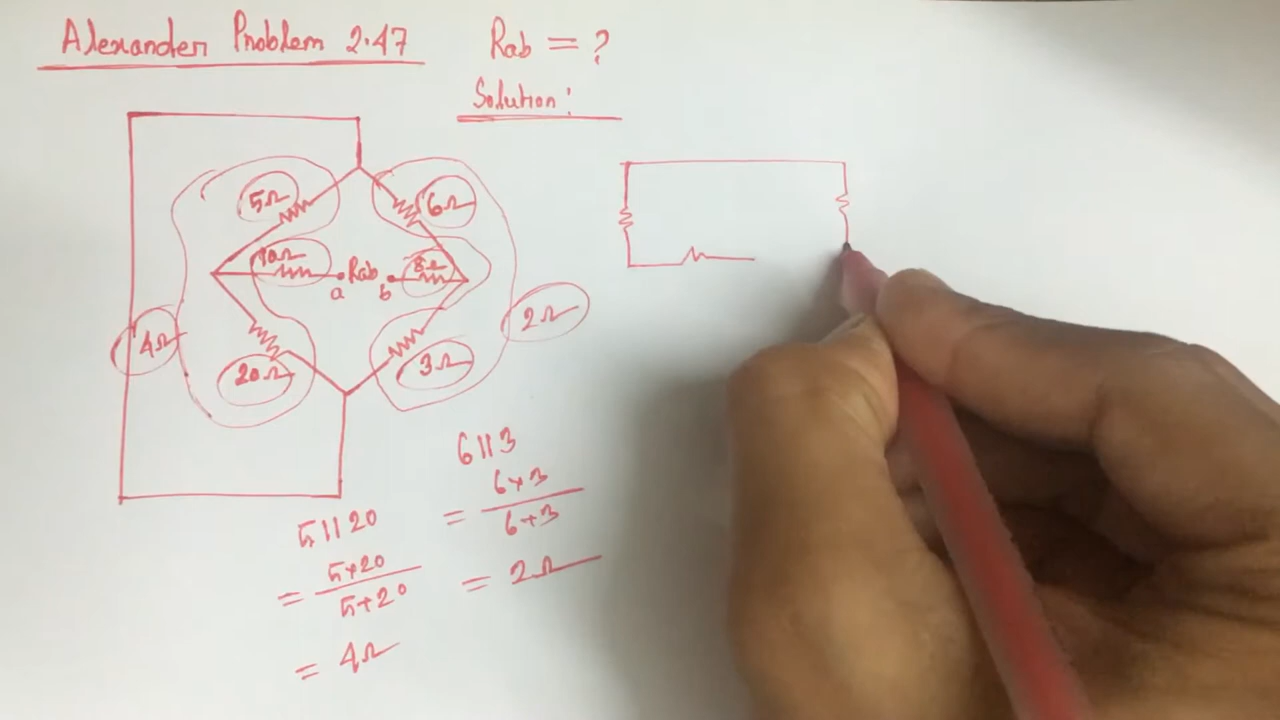 Alexander Problem 2.47
Rab = ?
Solution:
5Ω
6Ω
10Ω
Rab
8Ω
a
b
4Ω
2Ω
20Ω
3Ω
6||3
= 6×3
6+3
= 2Ω
5||20
= 5×20
5+20
= 4Ω